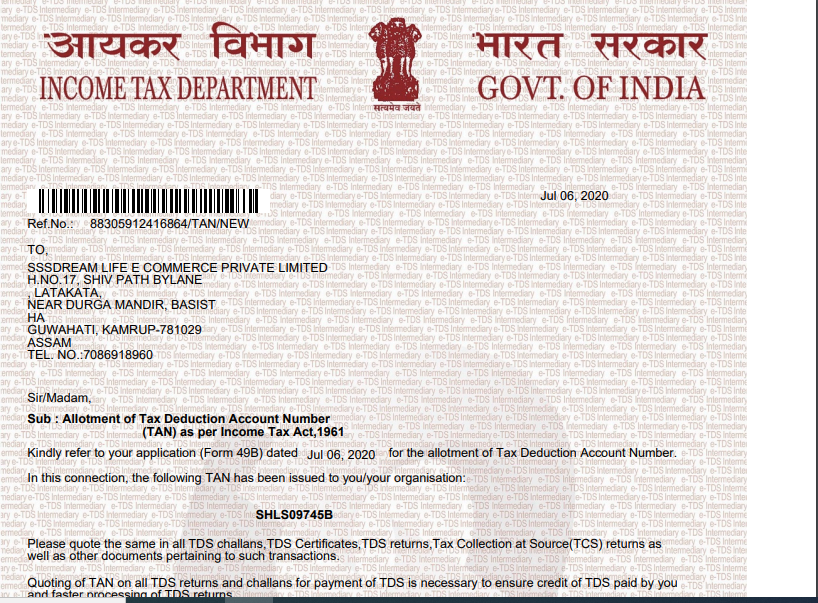 आयकर विभाग
INCOME TAX DEPARTMENT
सत्यमेव जयते
भारत सरकार
GOVT. OF INDIA
Jul 06, 2020
Ref.No.: 88305912416864/TAN/NEW
TO,
SSSDREAM LIFE E COMMERCE PRIVATE LIMITED
H.NO.17, SHIV PATH BYLANE
, LATAKATA,
NEAR DURGA MANDIR, BASIST
HA
GUWAHATI, KAMRUP-781029
ASSAM
TEL. NO.:7086918960
Sir/Madam,
Sub : Allotment of Tax Deduction Account Number
(TAN) as per Income Tax Act,1961
Kindly refer to your application (Form 49B) dated Jul 06, 2020 for the allotment of Tax Deduction Account Number.
In this connection, the following TAN has been issued to you/your organisation:
SHLS09745B
Please quote the same in all TDS challans,TDS Certificates,TDS returns,Tax Collection at Source(TCS) returns as
well as other documents pertaining to such transactions.
Quoting of TAN on all TDS returns and challans for payment of TDS is necessary to ensure credit of TDS paid by you
and faster processing of TDS returns.